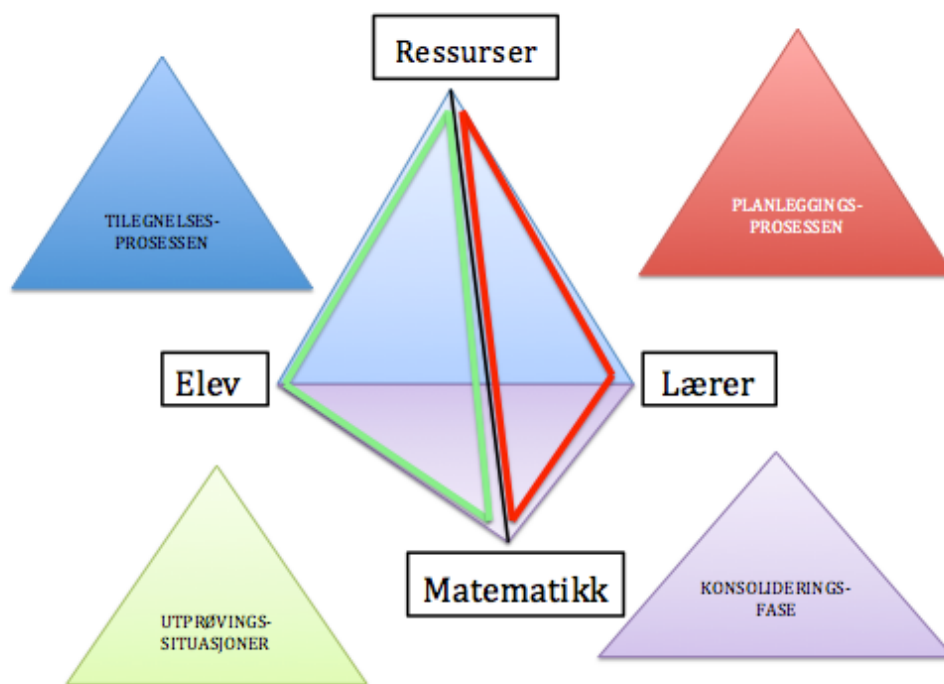 Ressurser
TILEGNELSES-
PROSESSEN
PLANLEGGINGS-
PROSESSEN
Elev
Lærer
Matematikk
UTPRØVINGS-
SITUASJONER
KONSOLIDERINGS-
FASE